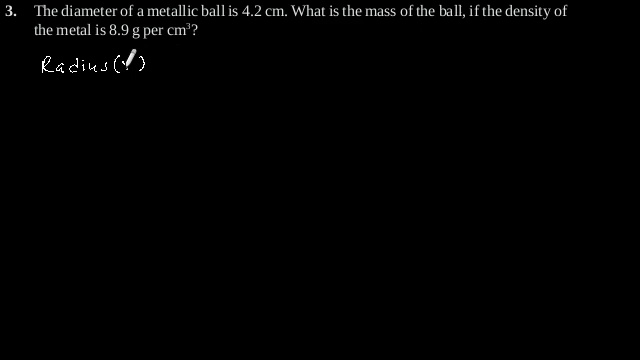 3. The diameter of a metallic ball is 4.2 cm. What is the mass of the ball, if the density of
the metal is 8.9 g per cm³?
Radius(r)